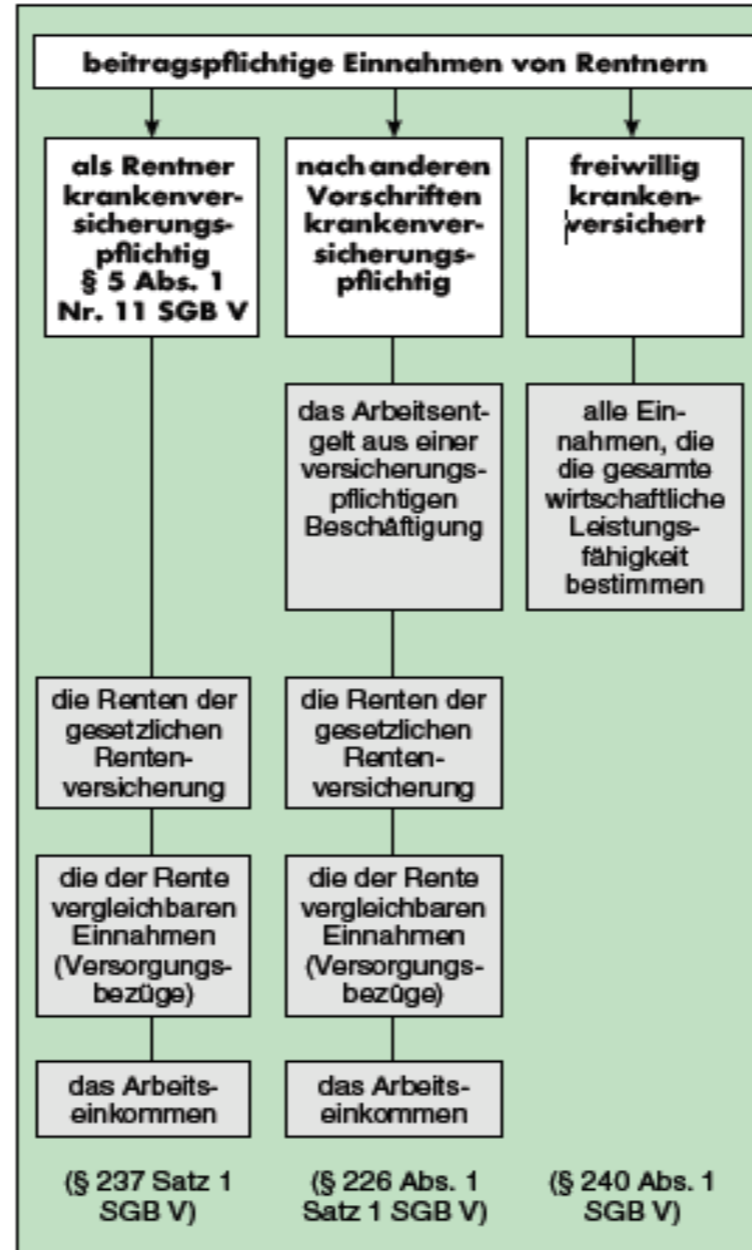 beitragspflichtige Einnahmen von Rentnern
als Rentner
krankenver-
sicherungs-
pflichtig
§ 5 Abs. 1
Nr. 11 SGB V
nach anderen
Vorschriften
krankenver-
sicherungs-
pflichtig
freiwillig
kranken-
versichert
das Arbeitsent-
gelt aus einer
versicherungs-
pflichtigen
Beschäftigung
alle Ein-
nahmen, die
die gesamte
wirtschaftliche
Leistungs-
fähigkeit
bestimmen
die Renten der
gesetzlichen
Renten-
versicherung
die Renten der
gesetzlichen
Renten-
versicherung
die der Rente
vergleichbaren
Einnahmen
(Versorgungs-
bezüge)
die der Rente
vergleichbaren
Einnahmen
(Versorgungs-
bezüge)
das Arbeits-
einkommen
das Arbeits-
einkommen
(§ 237 Satz 1
SGB V)
(§ 226 Abs. 1
Satz 1 SGB V)
(§ 240 Abs. 1
SGB V)